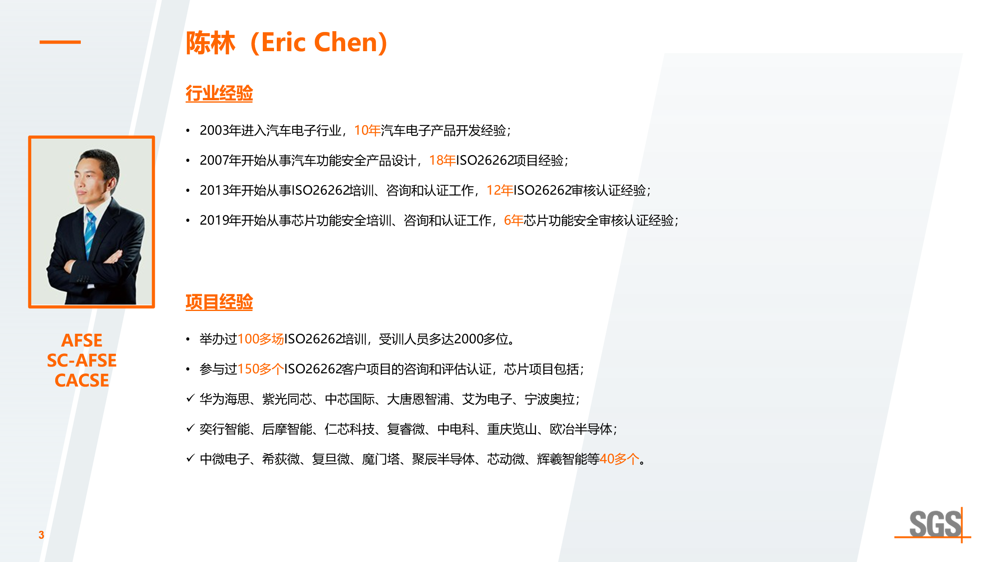 陈林（Eric Chen）
行业经验
• 2003年进入汽车电子行业，10年汽车电子产品开发经验；
• 2007年开始从事汽车功能安全产品设计，18年ISO26262项目经验；
• 2013年开始从事ISO26262培训、咨询和认证工作，12年ISO26262审核认证经验；
• 2019年开始从事芯片功能安全培训、咨询和认证工作，6年芯片功能安全审核认证经验；
AFSE
SC-AFSE
CACSE
项目经验
• 举办过100多场ISO26262培训，受训人员多达2000多位。
• 参与过150多个ISO26262客户项目的咨询和评估认证，芯片项目包括；
✓ 华为海思、紫光同芯、中芯国际、大唐恩智浦、艾为电子、宁波奥拉；
✓ 奕行智能、后摩智能、仁芯科技、复睿微、中电科、重庆览山、欧冶半导体；
✓ 中微电子、希荻微、复旦微、魔门塔、聚辰半导体、芯动微、辉羲智能等40多个。
3
SGS